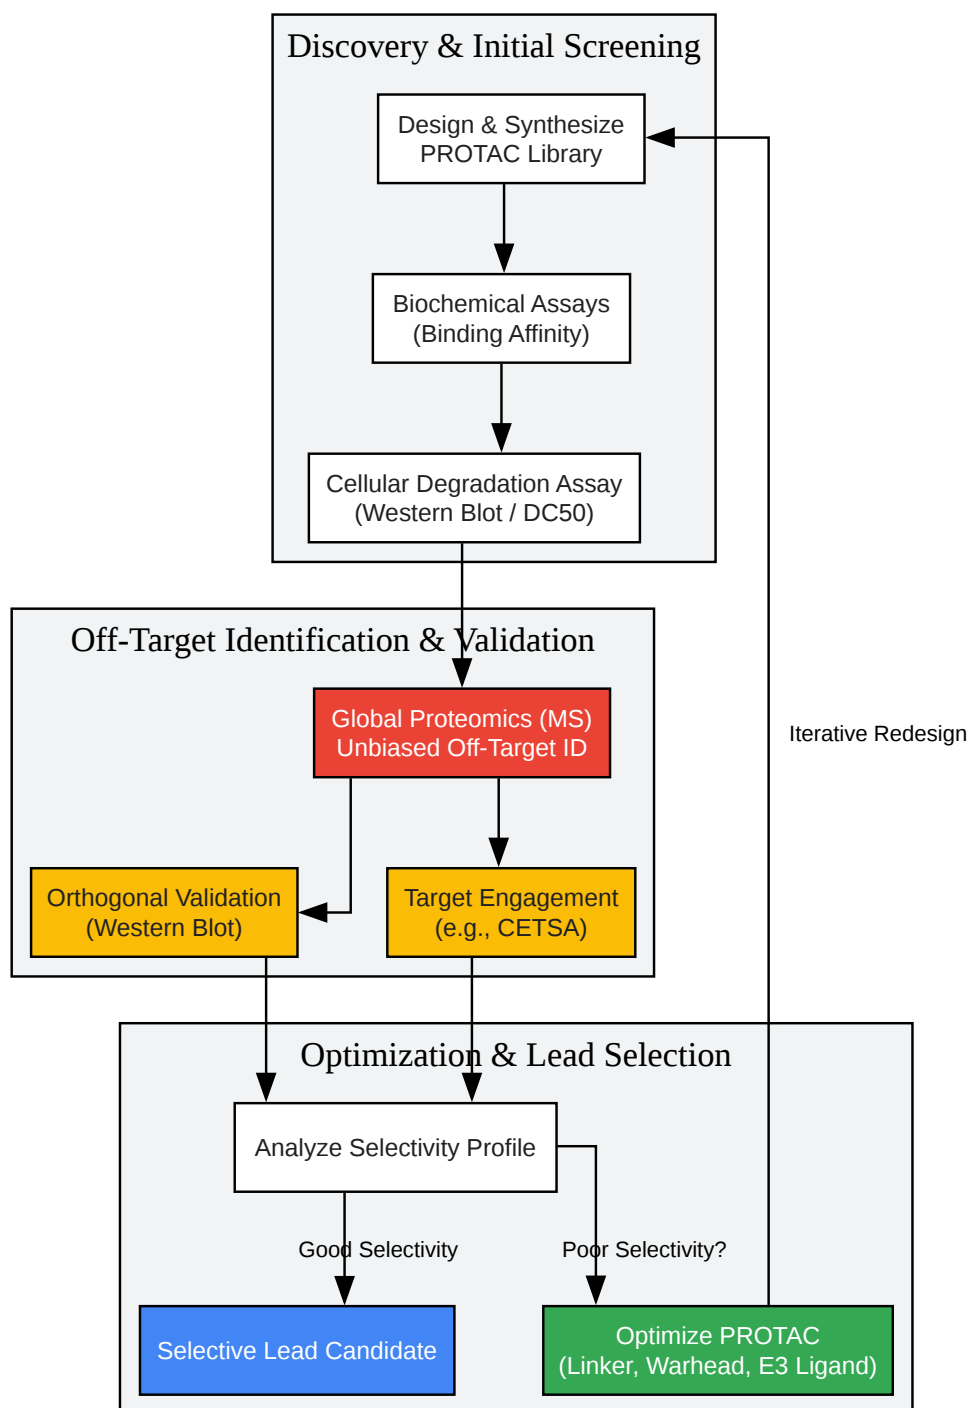 Discovery & Initial Screening
Design & Synthesize
PROTAC Library
Biochemical Assays
(Binding Affinity)
Cellular Degradation Assay
(Western Blot / DC50)
Off-Target Identification & Validation
Global Proteomics (MS)
Unbiased Off-Target ID
Iterative Redesign
Orthogonal Validation
(Western Blot)
Target Engagement
(e.g., CETSA)
Optimization & Lead Selection
Analyze Selectivity Profile
Good Selectivity
Poor Selectivity?
Selective Lead Candidate
Optimize PROTAC
(Linker, Warhead, E3 Ligand)